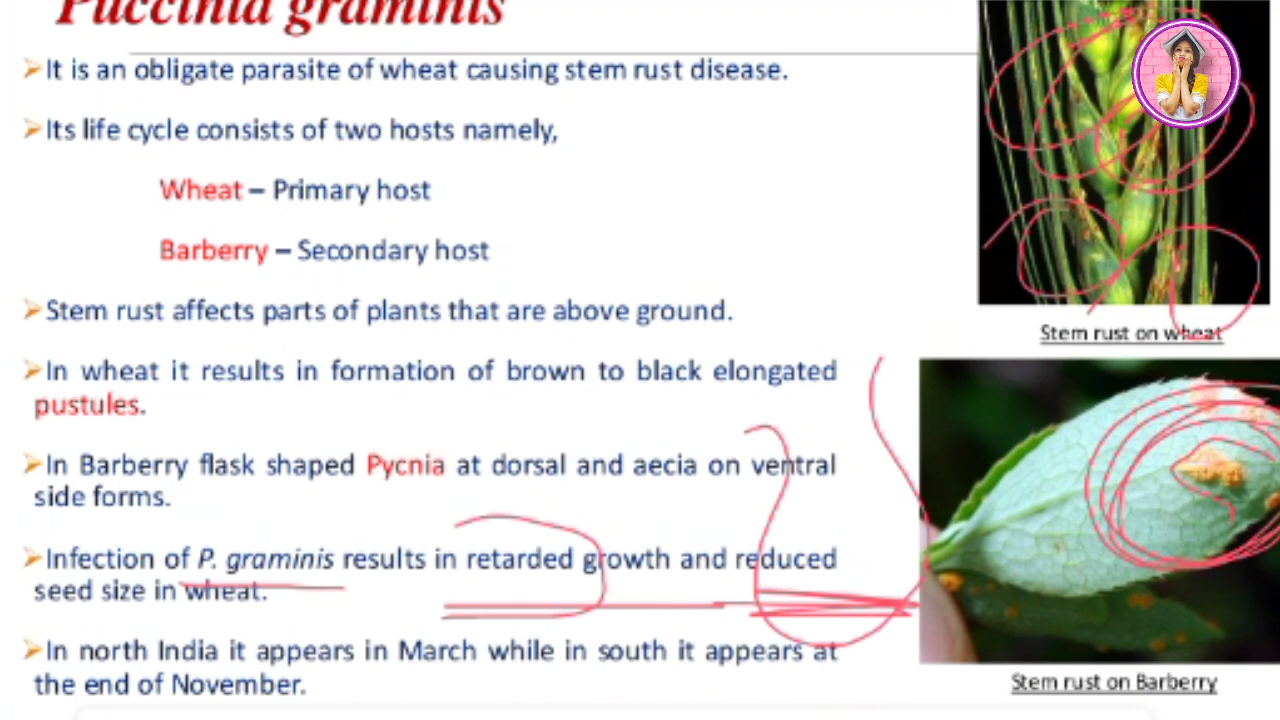 Puccinia graminis
➢It is an obligate parasite of wheat causing stem rust disease.
➢Its life cycle consists of two hosts namely,
Wheat – Primary host
Barberry – Secondary host
➢Stem rust affects parts of plants that are above ground.
➢In wheat it results in formation of brown to black elongated
pustules.
➢In Barberry flask shaped Pycnia at dorsal and aecia on ventral
side forms.
➢Infection of P. graminis results in retarded growth and reduced
seed size in wheat.
➢In north India it appears in March while in south it appears at
the end of November.
Stem rust on wheat
Stem rust on Barberry